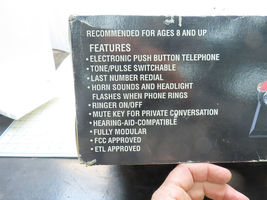 RECOMMENDED FOR AGES 8 AND UP
FEATURES
• ELECTRONIC PUSH BUTTON TELEPHONE
• TONE/PULSE SWITCHABLE
• LAST NUMBER REDIAL
• HORN SOUNDS AND HEADLIGHT
FLASHES WHEN PHONE RINGS
• RINGER ON/OFF
• MUTE KEY FOR PRIVATE CONVERSATION
• HEARING-AID-COMPATIBLE
• FULLY MODULAR
• FCC APPROVED
• ETL APPROVED